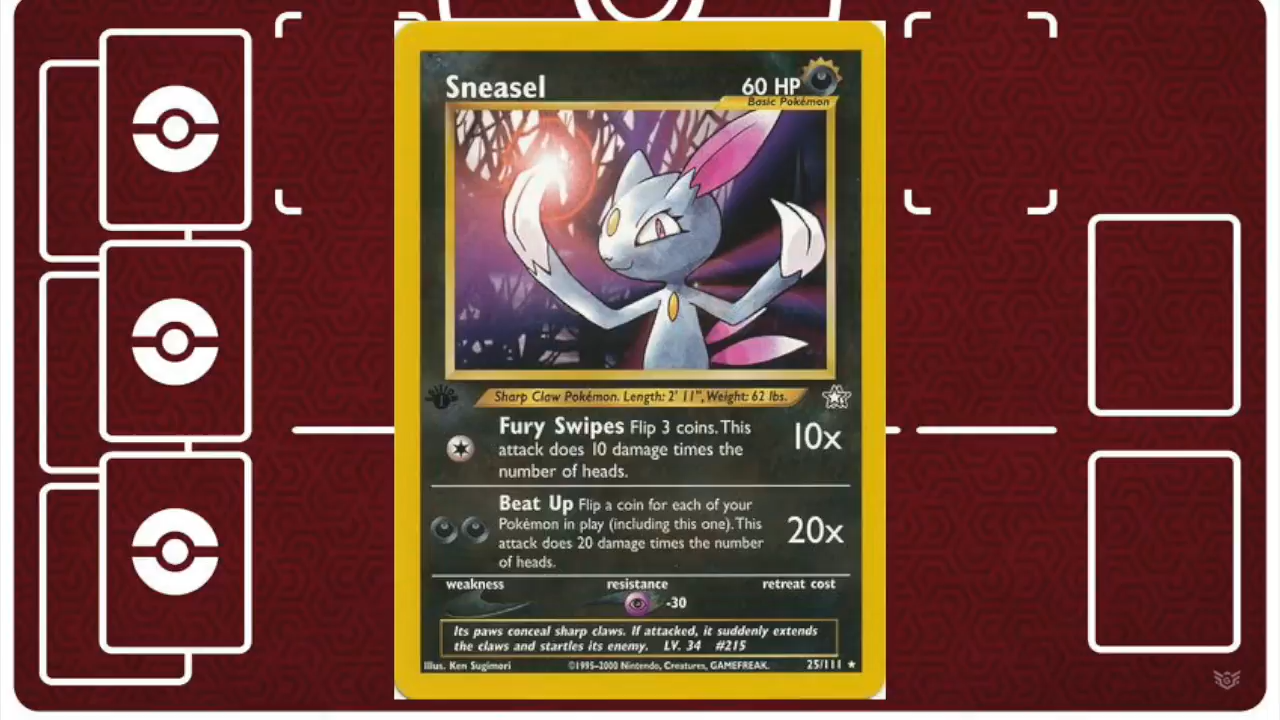 Sneasel
60 HP
Basic Pokémon
Sharp Claw Pokémon. Length: 2' 11", Weight: 62 lbs.
Fury Swipes Flip 3 coins. This
attack does 10 damage times the
number of heads.
10x
Beat Up Flip a coin for each of your
Pokémon in play (including this one). This
attack does 20 damage times the number
of heads.
20x
weakness
resistance
retreat cost
-30
Its paws conceal sharp claws. If attacked, it suddenly extends
the claws and startles its enemy. LV. 34 #215
Illus. Ken Sugimori
©1995-2000 Nintendo, Creatures, GAMEFREAK.
25/111